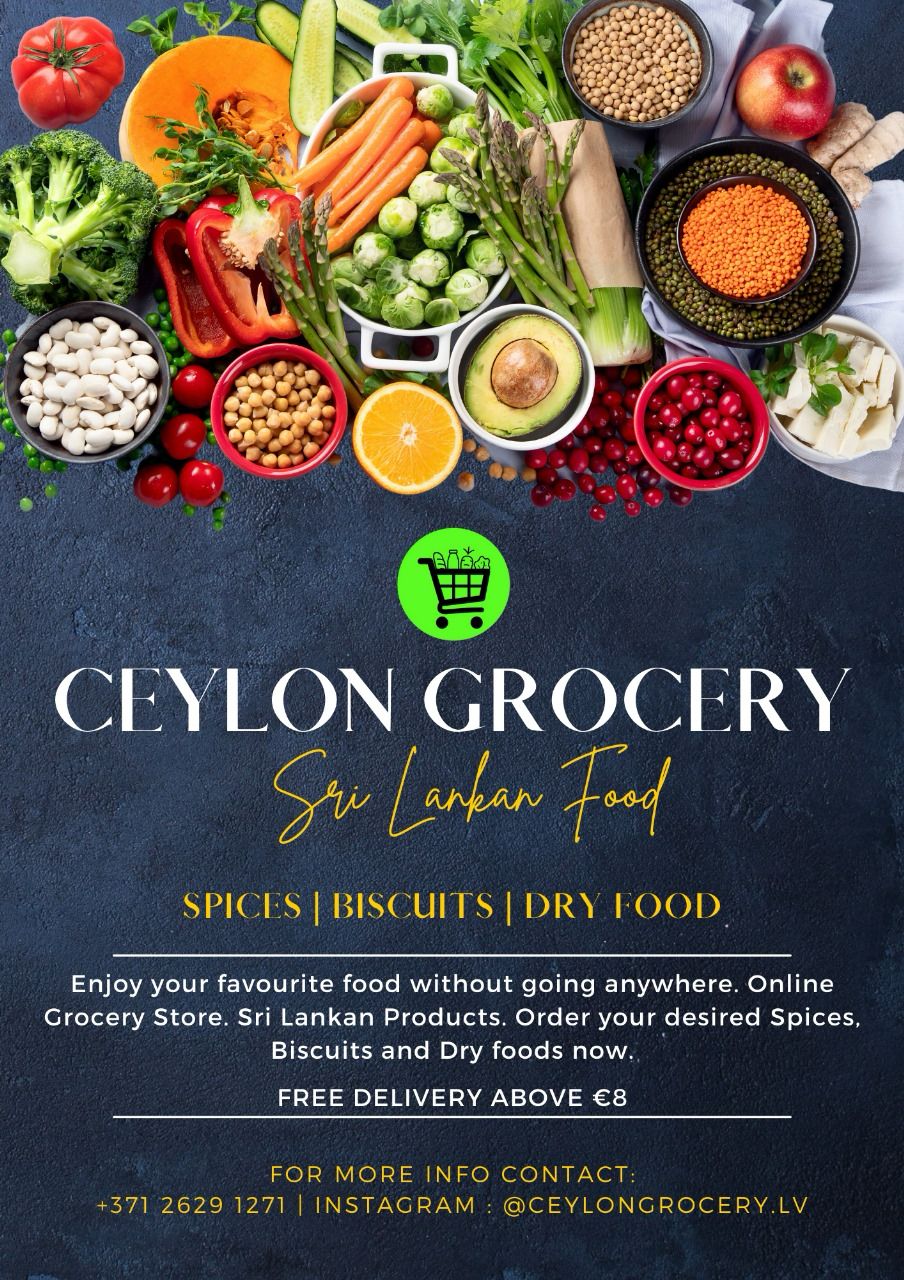 CEYLON GROCERY
Sri Lankan Food
SPICES | BISCUITS | DRY FOOD
Enjoy your favourite food without going anywhere. Online
Grocery Store. Sri Lankan Products. Order your desired Spices,
Biscuits and Dry foods now.
FREE DELIVERY ABOVE €8
FOR MORE INFO CONTACT:
+371 2629 1271 | INSTAGRAM : @CEYLONGROCERY.LV